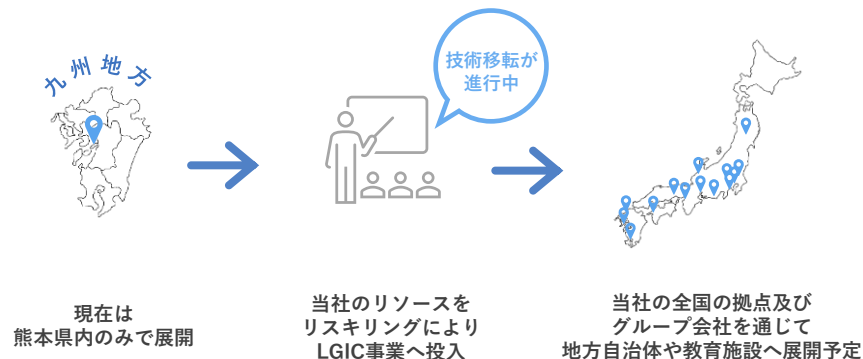 九州地方
技術移転が
進行中
現在は
熊本県内のみで展開
当社のリソースを
リスキリングにより
LGIC事業へ投入
当社の全国の拠点及び
グループ会社を通じて
地方自治体や教育施設へ展開予定